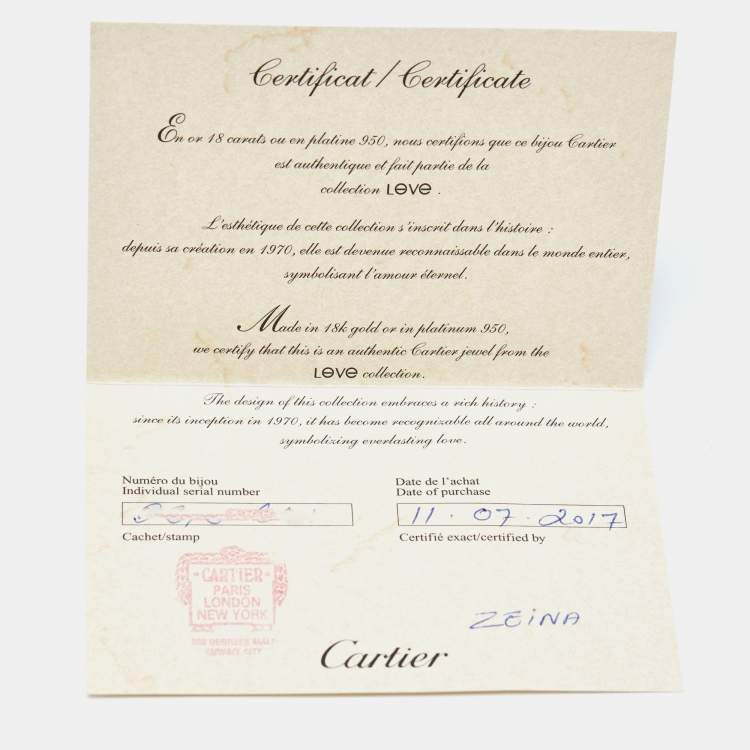 Certificat / Certificate
En or 18 carats ou en platine 950, nous certifions que ce bijou Cartier
est authentique et fait partie de la
collection LOVE .
L'esthétique de cette collection s'inscrit dans l'histoire :
depuis sa création en 1970, elle est devenue reconnaissable dans le monde entier,
symbolisant l'amour éternel.
Made in 18k gold or in platinum 950,
we certify that this is an authentic Cartier jewel from the
LOVE collection.
The design of this collection embraces a rich history :
since its inception in 1970, it has become recognizable all around the world,
symbolizing everlasting love.
Numéro du bijou
Individual serial number
Date de l'achat
Date of purchase
11 . 07 . 2017
Cachet/stamp
Certifié exact/certified by
CARTIER
PARIS
LONDON
NEW YORK
ZEINA
Cartier